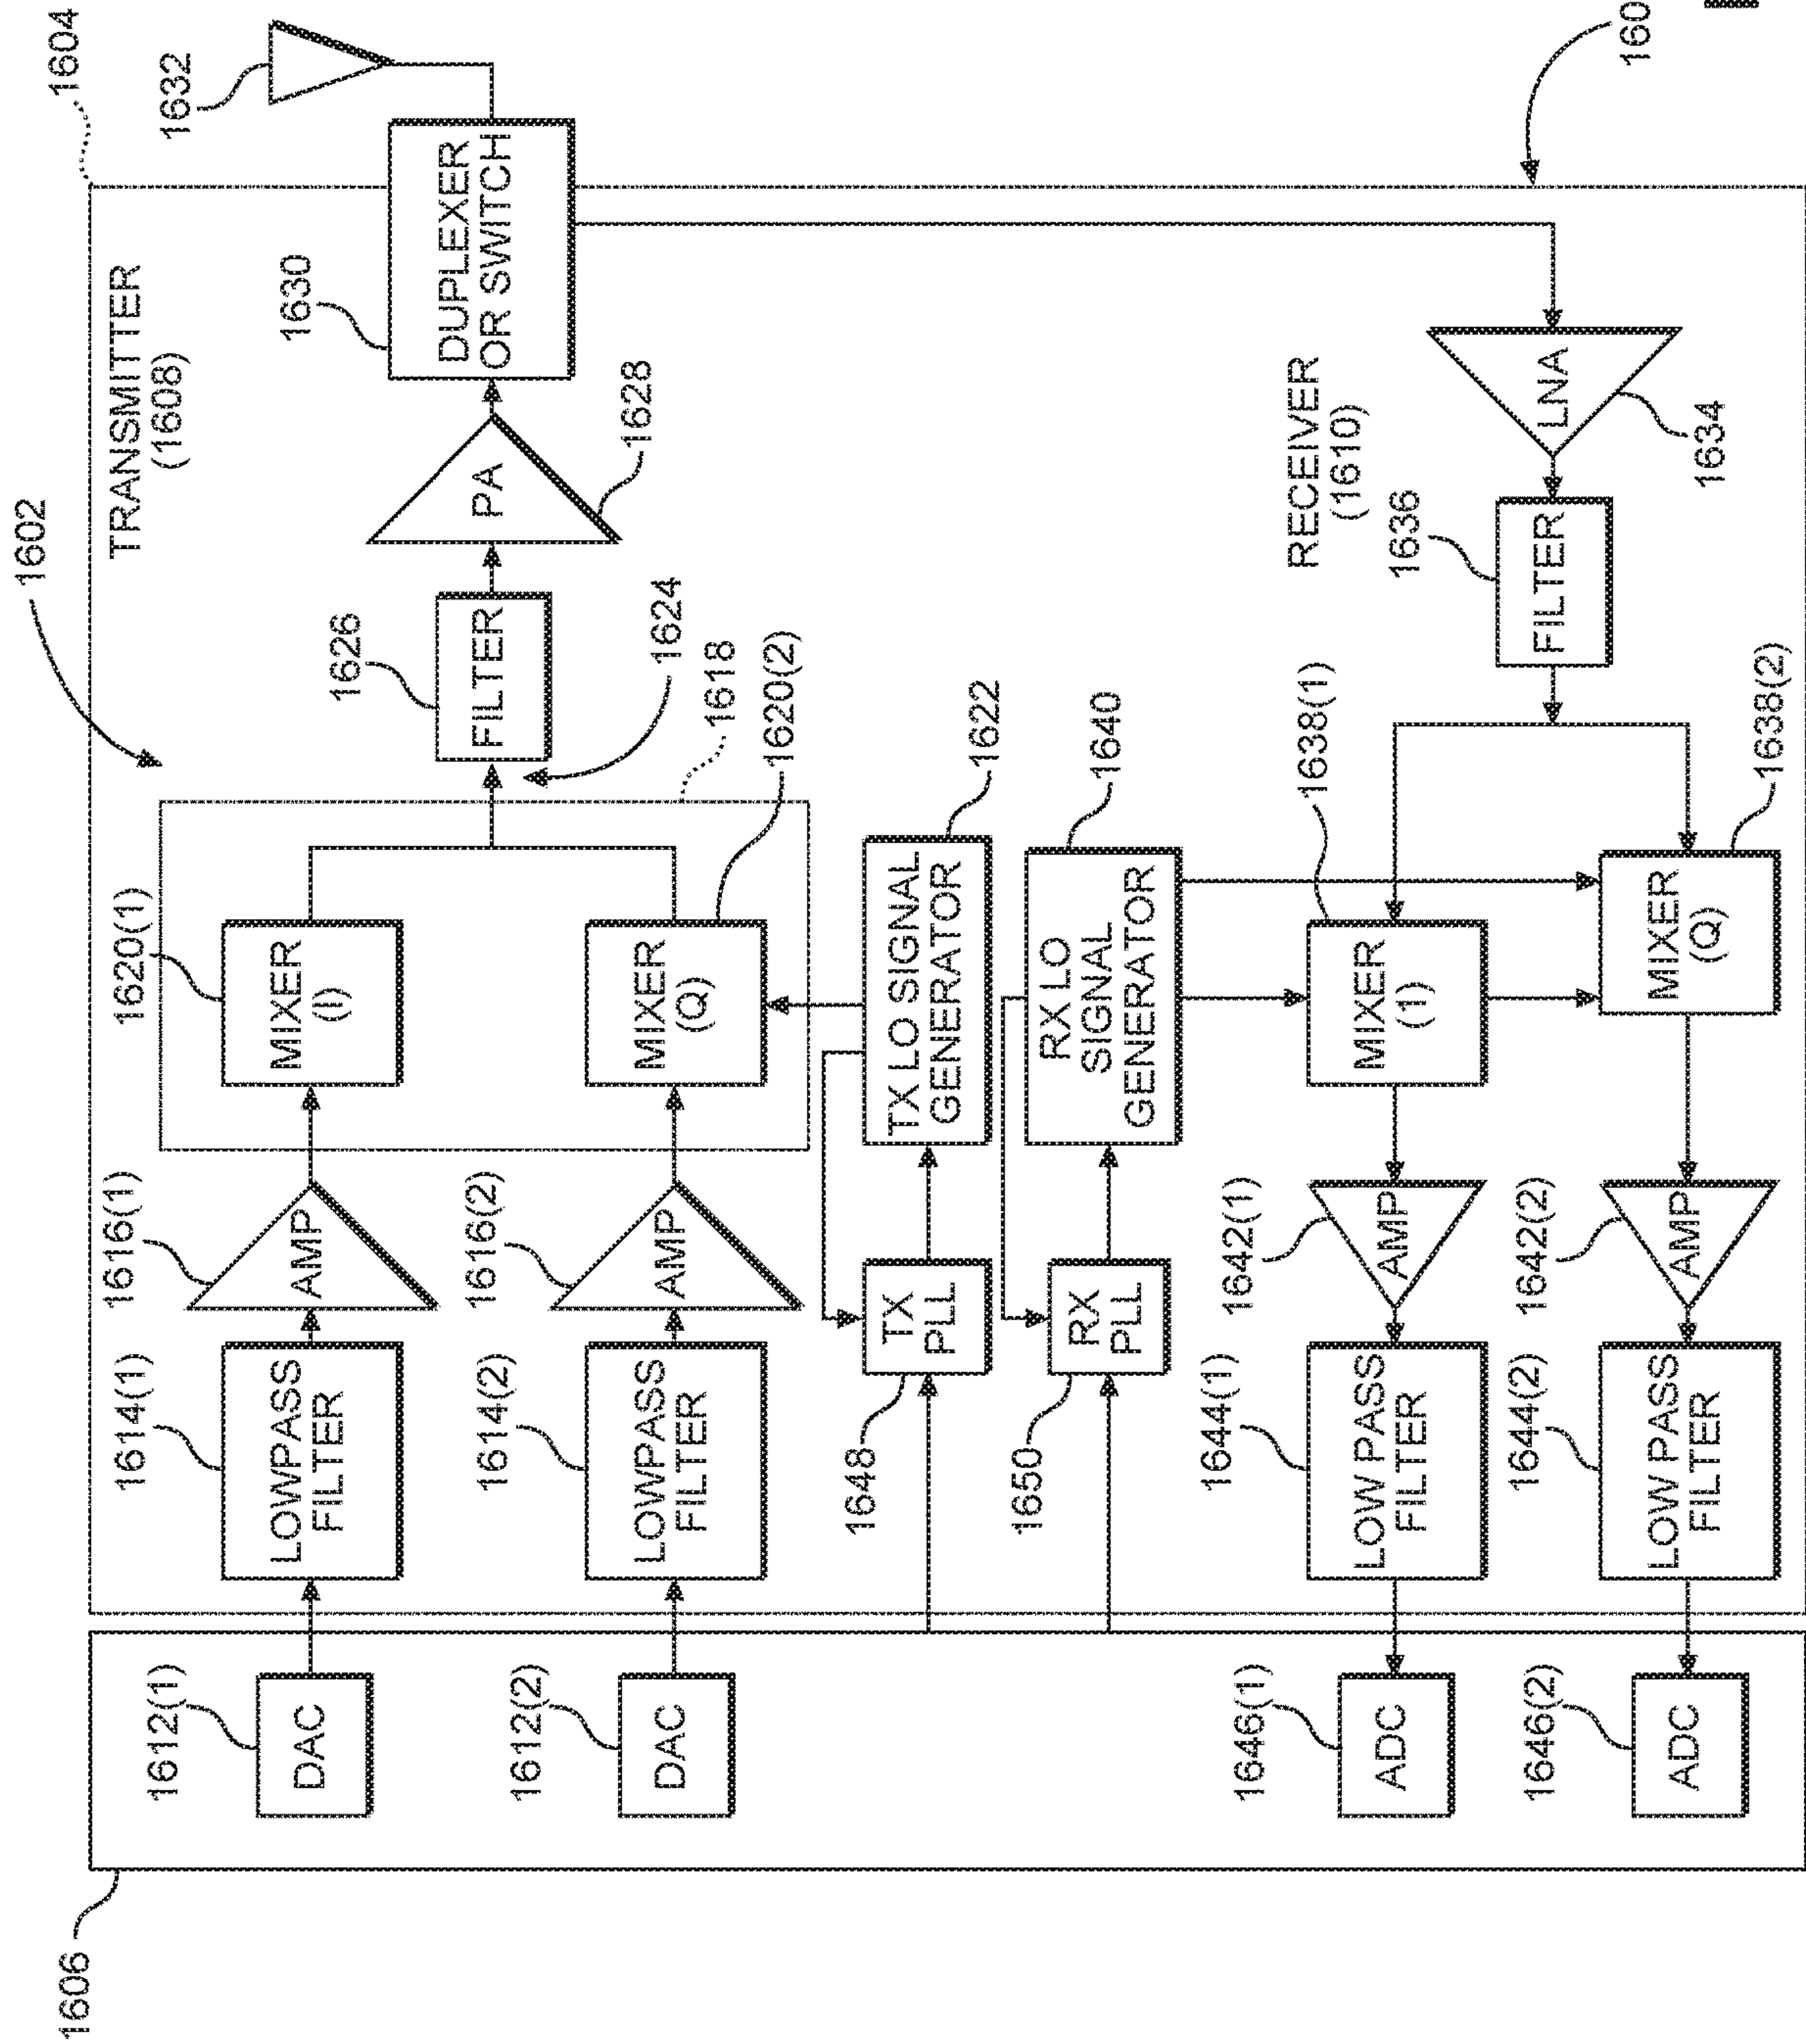 1602
1604
1632
TRANSMITTER
(1608)
1630
DUPLEXER
OR SWITCH
1620(1)
1626
1628
PA
FILTER
1624
1618
1620(2)
MIXER
(I)
MIXER
(Q)
1616(1)
AMP
1616(2)
AMP
1614(1)
LOWPASS
FILTER
1614(2)
LOWPASS
FILTER
1606
1612(1)
DAC
1612(2)
DAC
1622
TX LO SIGNAL
GENERATOR
1648
TX
PLL
1640
RX LO
SIGNAL
GENERATOR
1650
RX
PLL
RECEIVER
(1610)
LNA
1634
1636
FILTER
1638(1)
MIXER
(1)
1638(2)
MIXER
(Q)
1642(1)
AMP
1642(2)
AMP
1644(1)
LOW PASS
FILTER
1644(2)
LOW PASS
FILTER
1646(1)
ADC
1646(2)
ADC
160